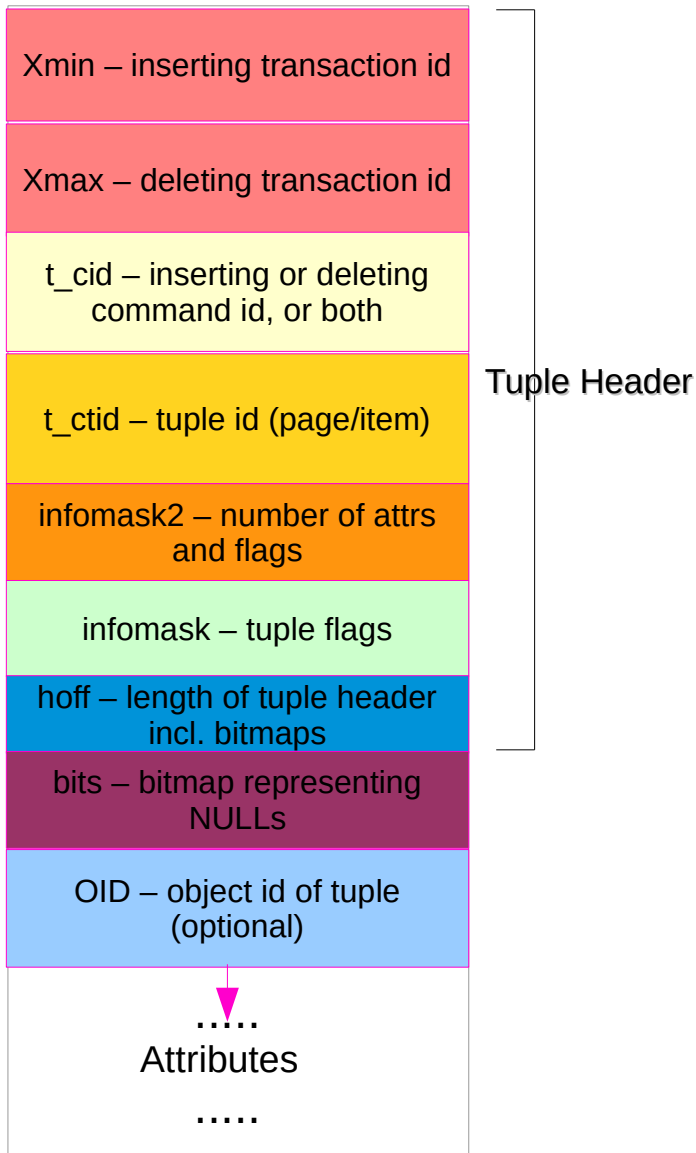 Xmin – inserting transaction id
Xmax – deleting transaction id
t_cid – inserting or deleting
command id, or both
Tuple Header
t_ctid – tuple id (page/item)
infomask2 – number of attrs
and flags
infomask – tuple flags
hoff – length of tuple header
incl. bitmaps
bits – bitmap representing
NULLs
OID – object id of tuple
(optional)
.....
Attributes
.....